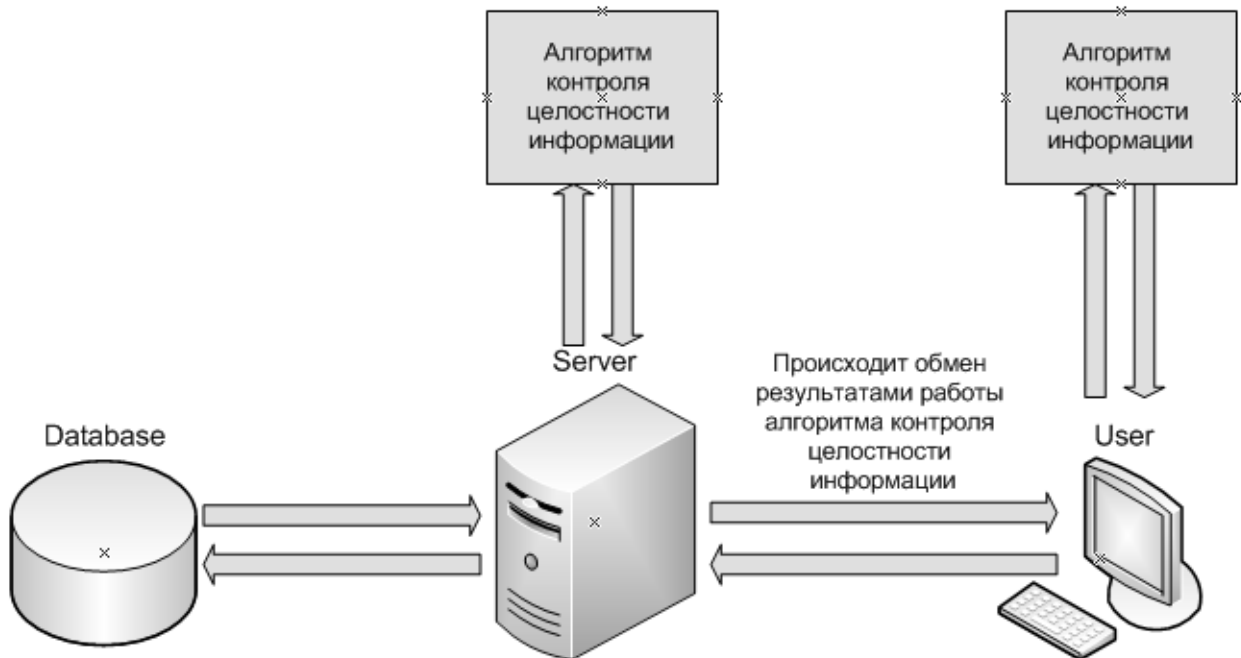 Алгоритм
контроля
целостности
информации
Алгоритм
контроля
целостности
информации
Server
Происходит обмен
результатами работы
алгоритма контроля
целостности
информации
Database
User